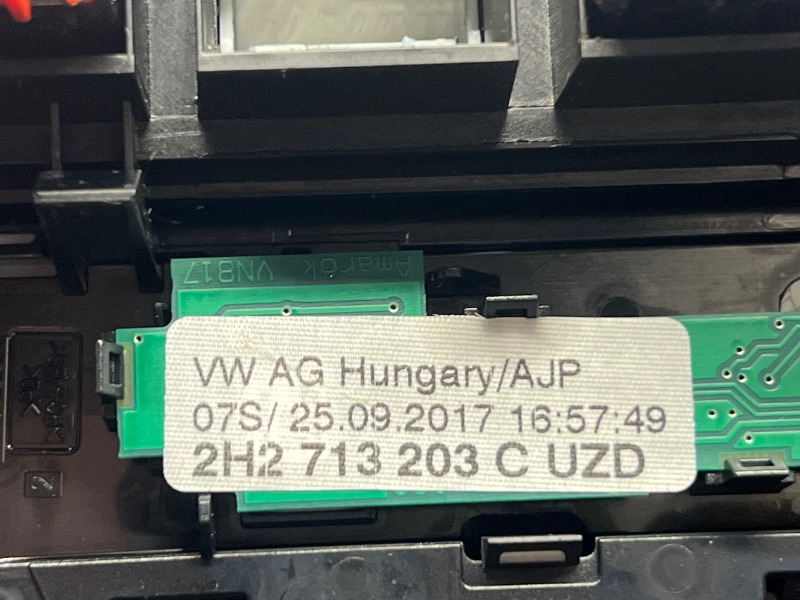 Amarok VN817
VW AG Hungary/AJP
07S/ 25.09.2017 16:57:49
2H2 713 203 C UZD